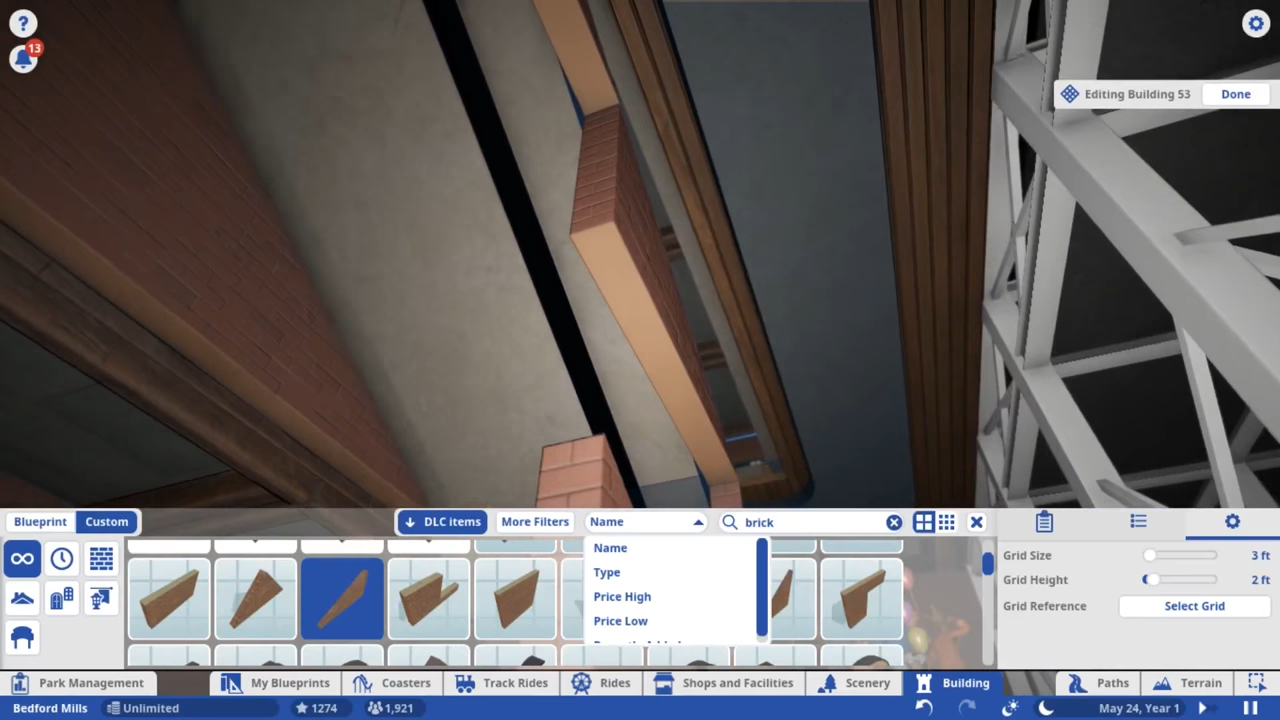 ?
13
Editing Building 53 Done
Blueprint Custom DLC items More Filters Name brick
Name
Type
Price High
Price Low
Grid Size 3 ft
Grid Height 2 ft
Grid Reference Select Grid
Park Management My Blueprints Coasters Track Rides Rides Shops and Facilities Scenery Building Paths Terrain
Bedford Mills Unlimited 1274 1,921 May 24, Year 1